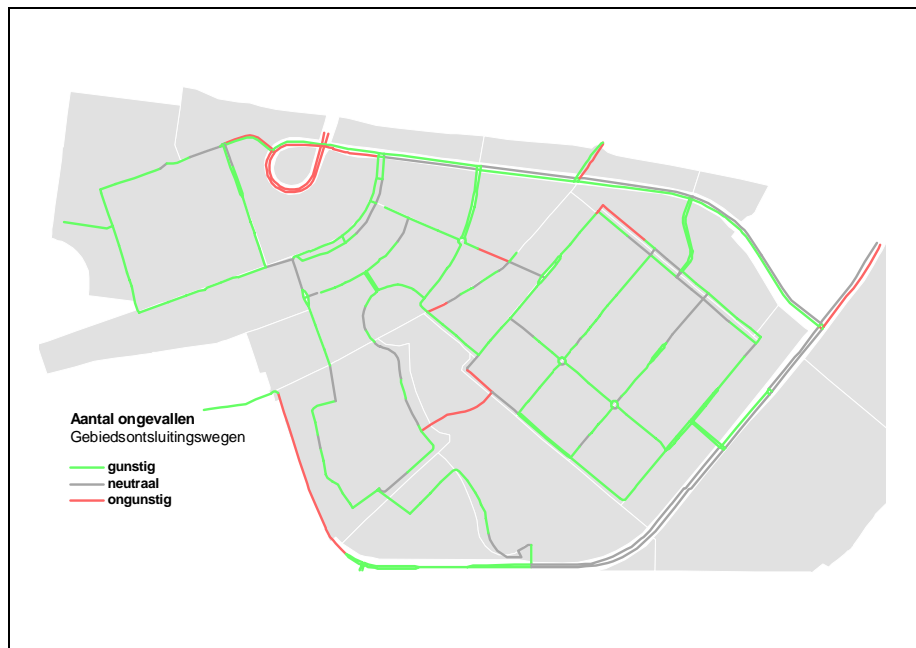 Aantal ongevallen
Gebiedsontsluitingswegen
gunstig
neutraal
ongunstig